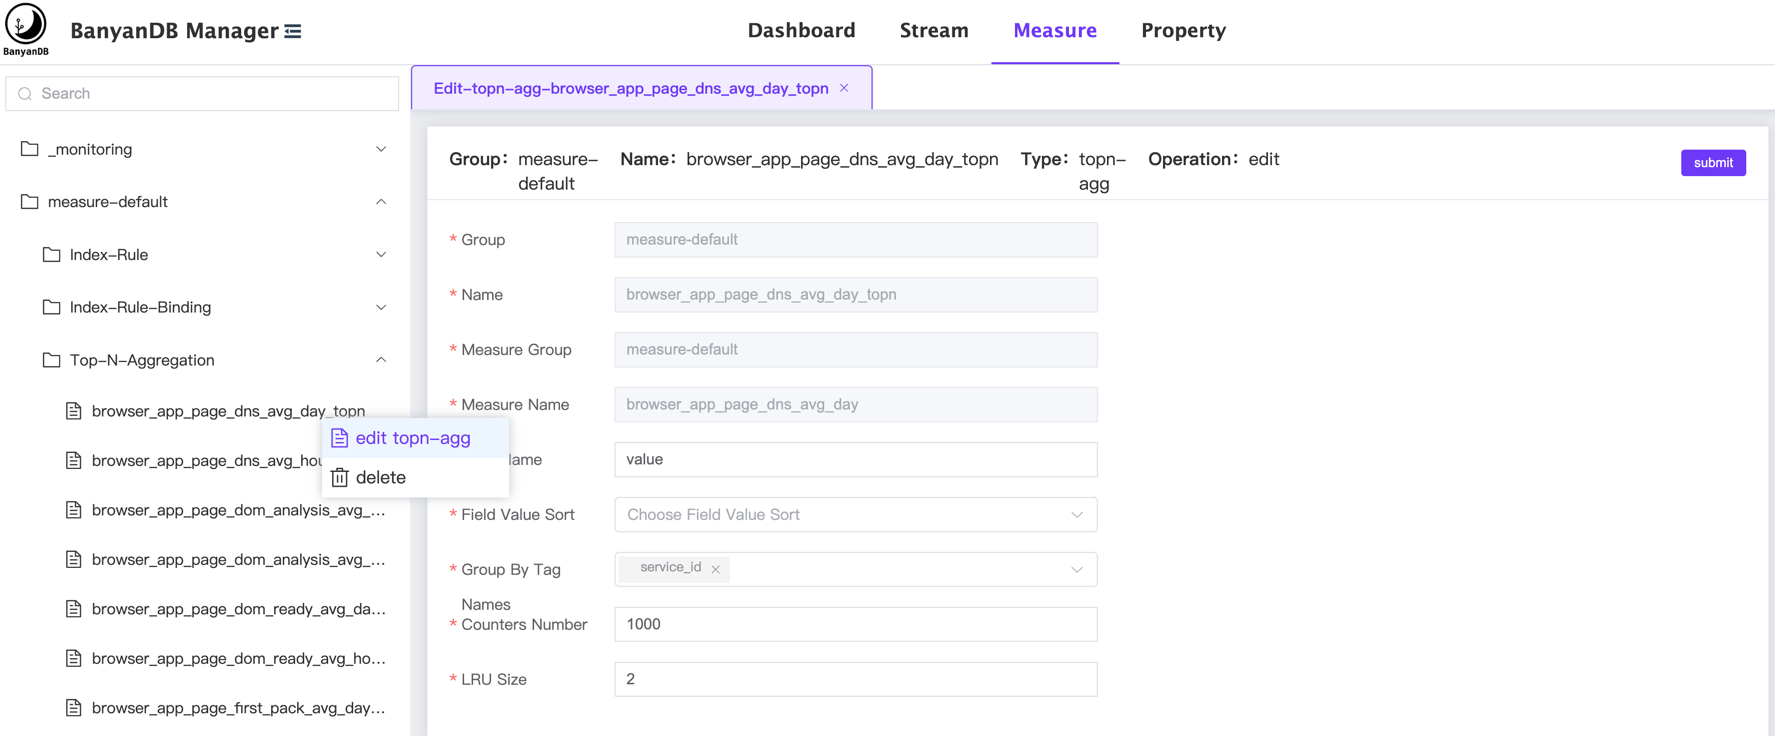 BanyanDB
BanyanDB Manager
Dashboard
Stream
Measure
Property
Search
_monitoring
measure-default
Index-Rule
Index-Rule-Binding
Top-N-Aggregation
browser_app_page_dns_avg_day_topn
browser_app_page_dns_avg_hou
browser_app_page_dom_analysis_avg_...
browser_app_page_dom_analysis_avg_...
browser_app_page_dom_ready_avg_da...
browser_app_page_dom_ready_avg_ho...
browser_app_page_first_pack_avg_day...
edit topn-agg
delete
Edit-topn-agg-browser_app_page_dns_avg_day_topn
Group: measure-
default
Name: browser_app_page_dns_avg_day_topn
Type: topn-
agg
Operation: edit
submit
* Group
measure-default
* Name
browser_app_page_dns_avg_day_topn
* Measure Group
measure-default
* Measure Name
browser_app_page_dns_avg_day
value
* Field Value Sort
Choose Field Value Sort
* Group By Tag
Names
service_id
* Counters Number
1000
* LRU Size
2